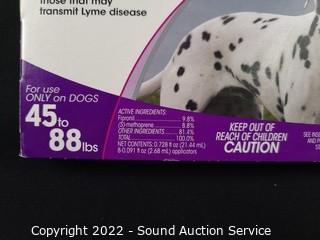 those that may
transmit Lyme disease
For use
ONLY on DOGS
45 to
88 lbs
ACTIVE INGREDIENTS:
Fipronil 9.8%
(S)-methoprene 8.8%
OTHER INGREDIENTS: 81.4%
TOTAL: 100.0%
NET CONTENTS: 0.728 fl oz (21.44 mL)
8-0.091 fl oz (2.68 mL) applicators
KEEP OUT OF
REACH OF CHILDREN
CAUTION
SEE
AND
Copyright 2022 - Sound Auction Service